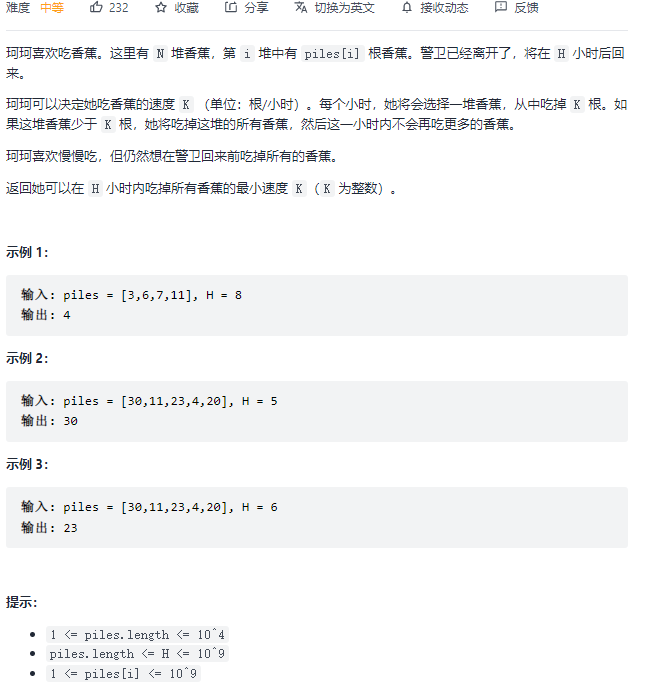 难度 中等 232 收藏 分享 切换为英文 接收动态 反馈
珂珂喜欢吃香蕉。这里有 N 堆香蕉，第 i 堆中有 piles[i] 根香蕉。警卫已经离开了，将在 H 小时后回
来。
珂珂可以决定她吃香蕉的速度 K （单位：根/小时）。每个小时，她将会选择一堆香蕉，从中吃掉 K 根。如
果这堆香蕉少于 K 根，她将吃掉这堆的所有香蕉，然后这一小时内不会再吃更多的香蕉。
珂珂喜欢慢慢吃，但仍然想在警卫回来前吃掉所有的香蕉。
返回她可以在 H 小时内吃掉所有香蕉的最小速度 K（K 为整数）。
示例 1：
输入: piles = [3,6,7,11], H = 8
输出: 4
示例 2：
输入: piles = [30,11,23,4,20], H = 5
输出: 30
示例 3：
输入: piles = [30,11,23,4,20], H = 6
输出: 23
提示：
• 1 <= piles.length <= 10^4
• piles.length <= H <= 10^9
• 1 <= piles[i] <= 10^9